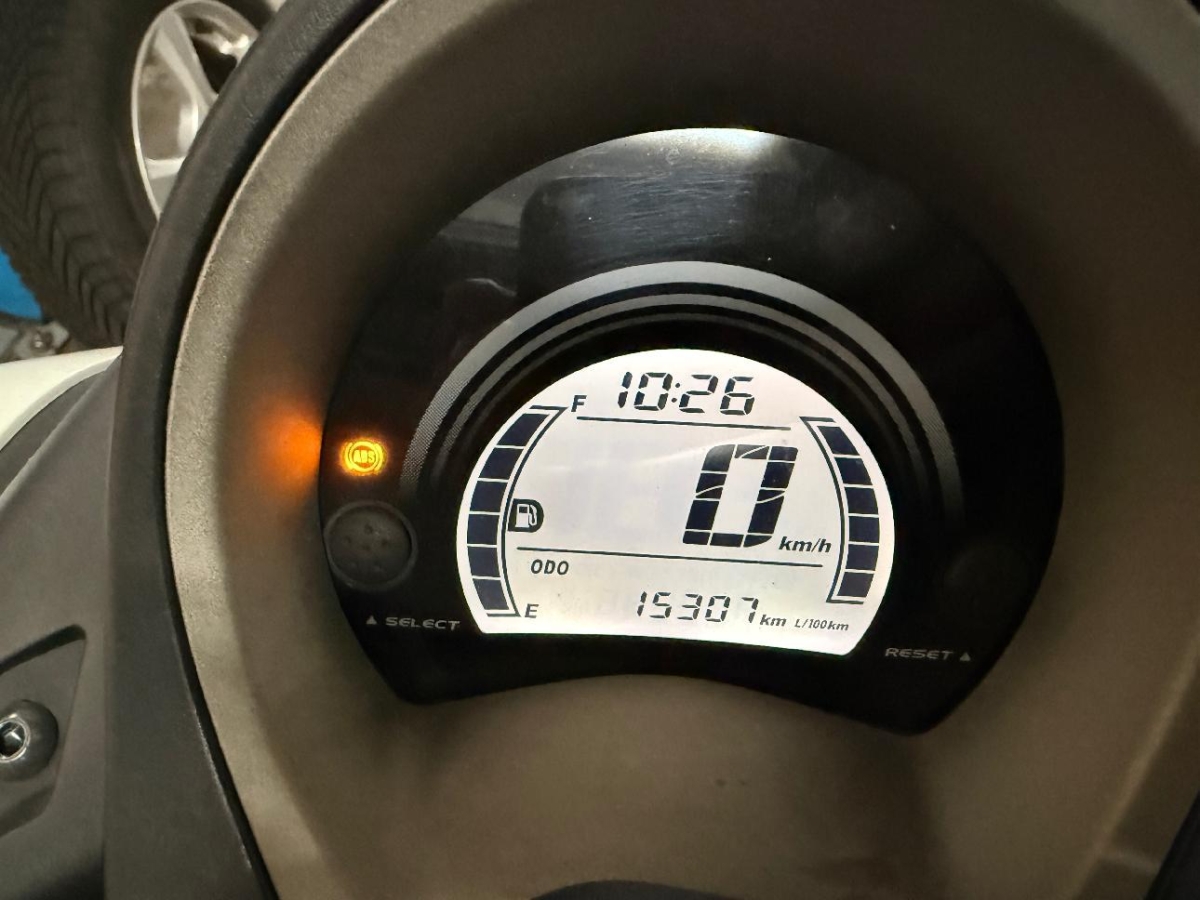 10:26
F
ABS
0 km/h
ODO
E
15307 km L/100km
▲ SELECT
RESET ▲